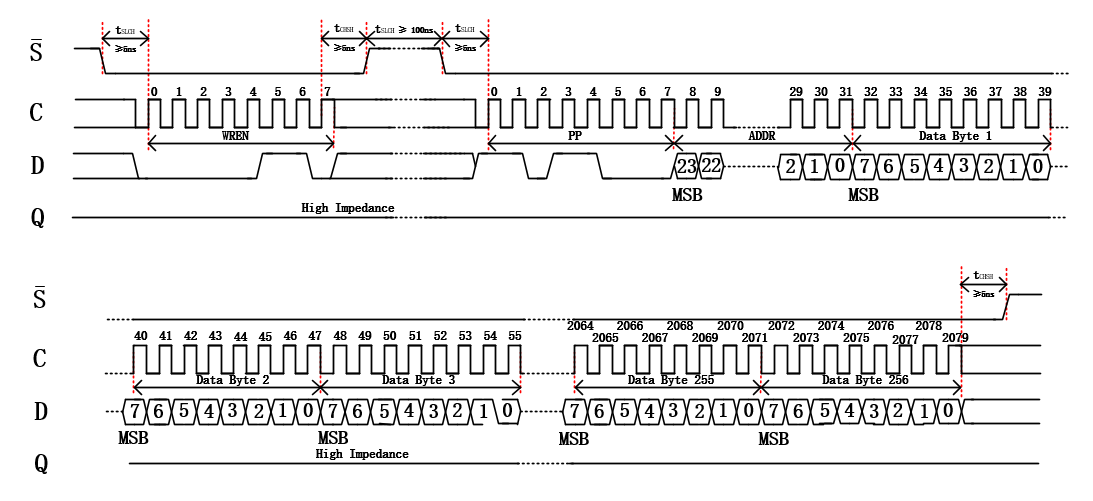 tSLCH tCHSH tSLCH ≥ 100ns tSLCH
S̅ ≥5ns ≥5ns ≥5ns
0 1 2 3 4 5 6 7 0 1 2 3 4 5 6 7 8 9 29 30 31 32 33 34 35 36 37 38 39
C
WREN PP ADDR Data Byte 1
D 23 22 2 1 0 7 6 5 4 3 2 1 0
MSB MSB
High Impedance
Q
tCHSH
S̅ ≥5ns
2064 2066 2068 2070 2072 2074 2076 2078
40 41 42 43 44 45 46 47 48 49 50 51 52 53 54 55 2065 2067 2069 2071 2073 2075 2077 2079
C
Data Byte 2 Data Byte 3 Data Byte 255 Data Byte 256
D 7 6 5 4 3 2 1 0 7 6 5 4 3 2 1 0 7 6 5 4 3 2 1 0 7 6 5 4 3 2 1 0
MSB MSB MSB MSB
High Impedance
Q